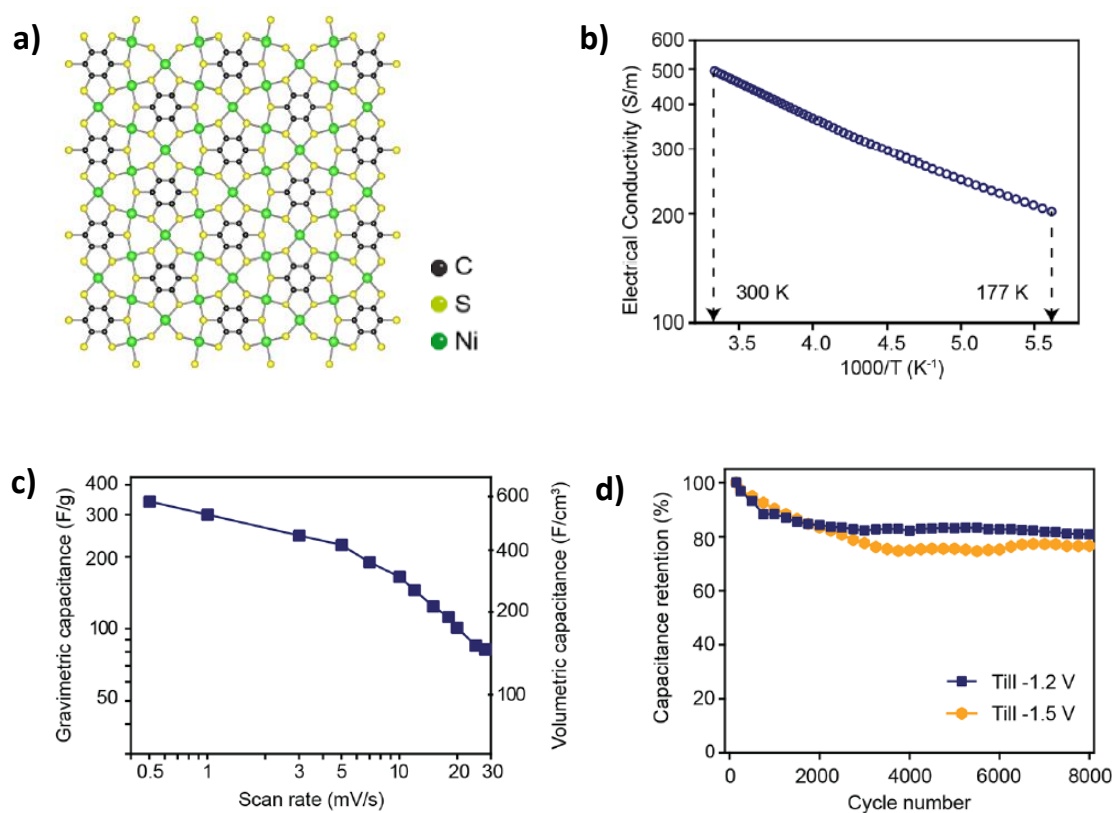 a)
C
S
Ni
b)
Electrical Conductivity (S/m)
600
500
400
300
200
100
300 K
177 K
3.5
4.0
4.5
5.0
5.5
1000/T (K⁻¹)
c)
Gravimetric capacitance (F/g)
400
300
200
100
50
600
400
200
100
Volumetric capacitance (F/cm³)
0.5
1
3
5
10
20
30
Scan rate (mV/s)
d)
Capacitance retention (%)
100
80
60
40
20
0
Till -1.2 V
Till -1.5 V
0
2000
4000
6000
8000
Cycle number